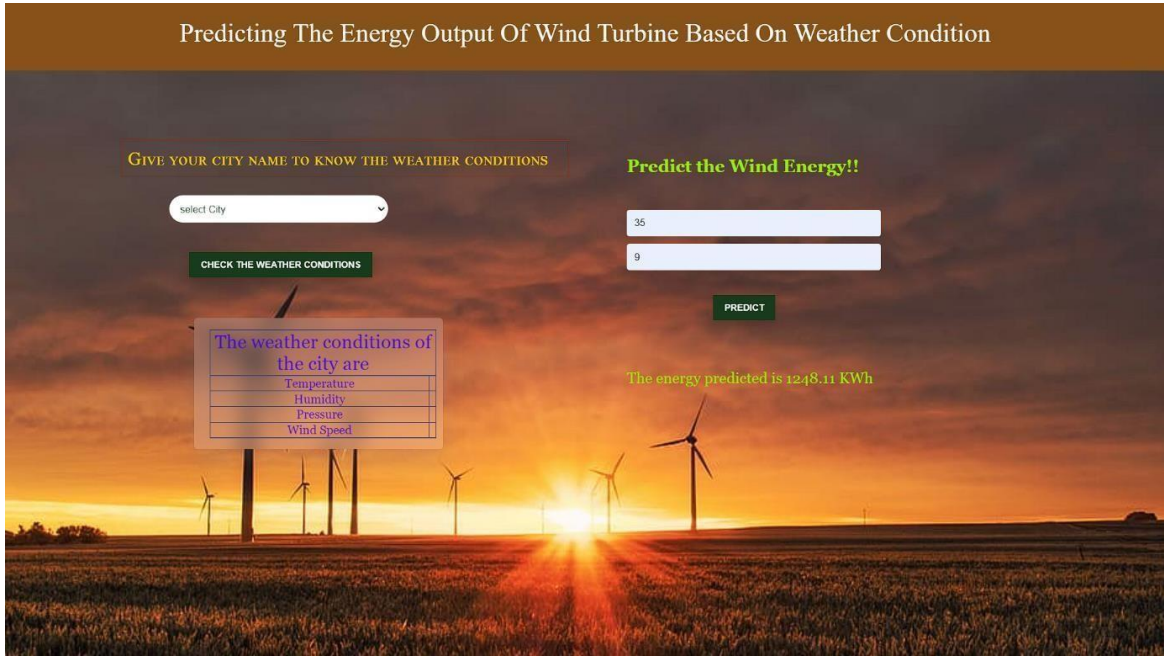 Predicting The Energy Output Of Wind Turbine Based On Weather Condition
GIVE YOUR CITY NAME TO KNOW THE WEATHER CONDITIONS
select City
CHECK THE WEATHER CONDITIONS
The weather conditions of
the city are
Temperature
Humidity
Pressure
Wind Speed
Predict the Wind Energy!!
35
9
PREDICT
The energy predicted is 1248.11 KWh